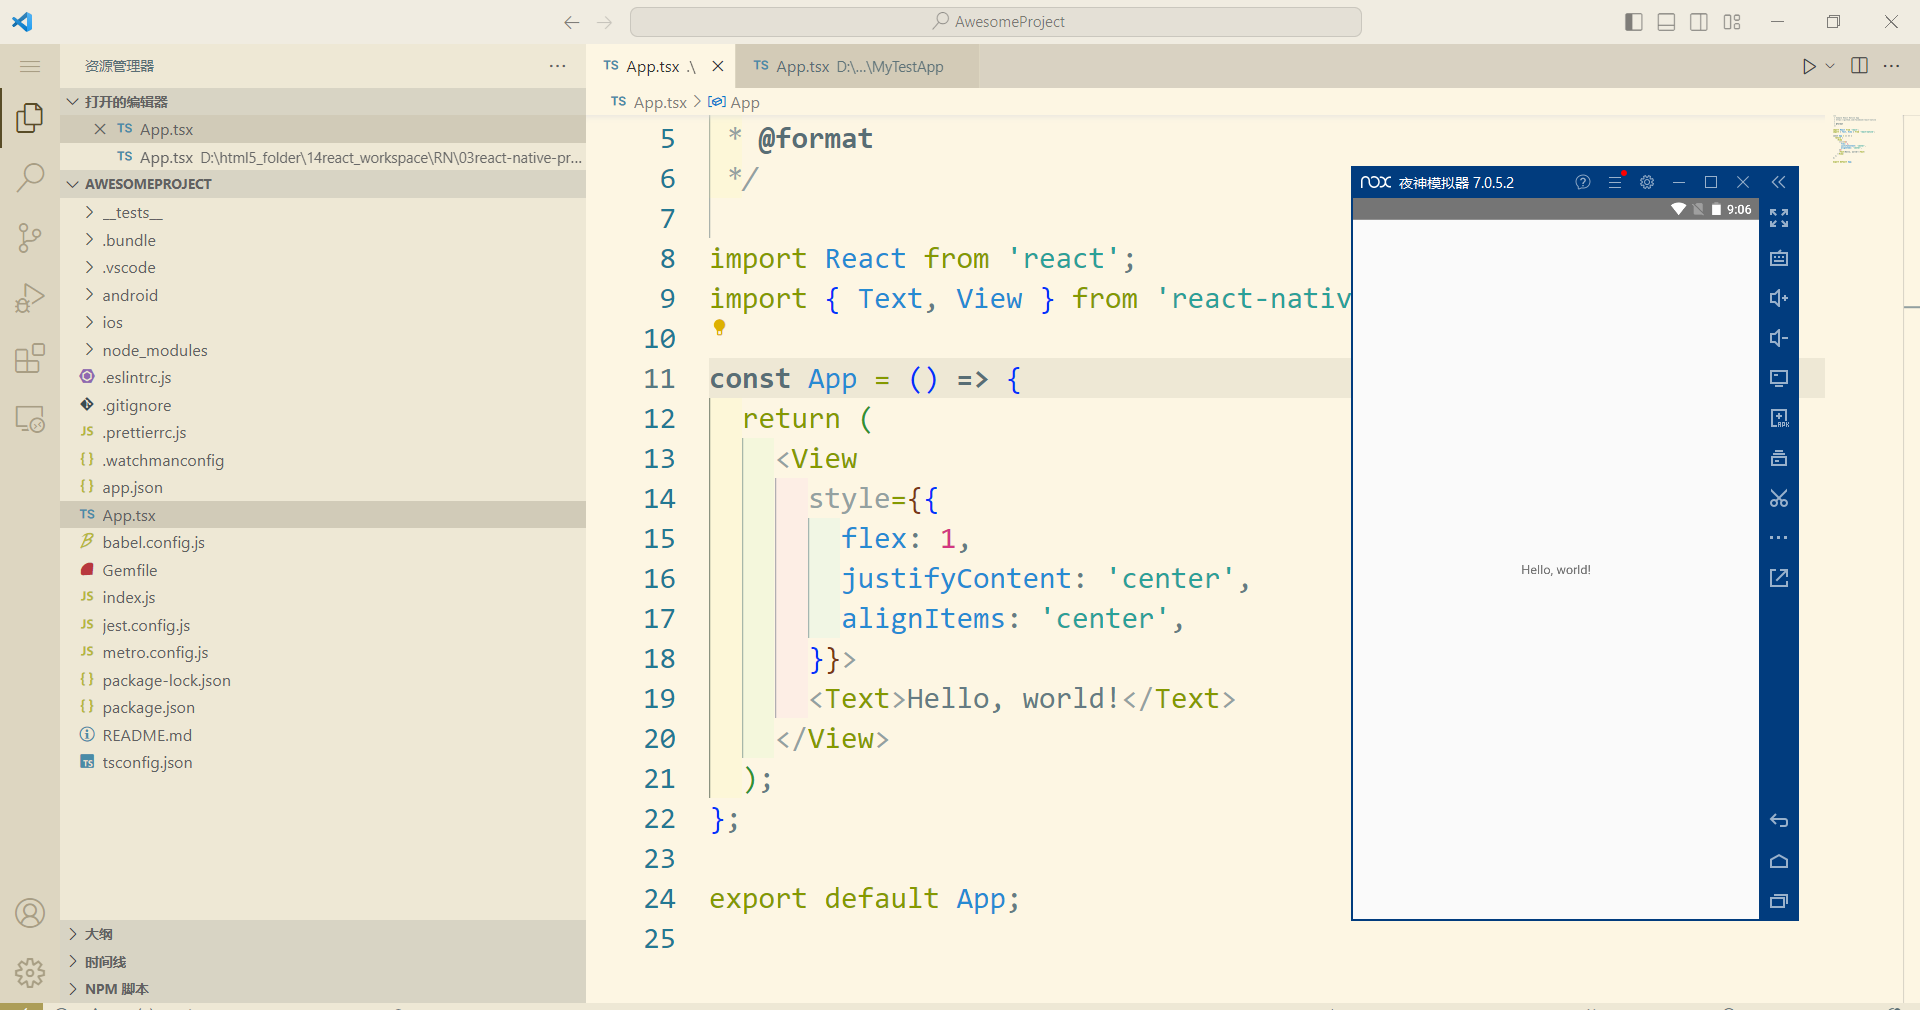 AwesomeProject
资源管理器
打开的编辑器
TS App.tsx
TS App.tsx D:\html5_folder\14react_workspace\RN\03react-native-pr...
AWESOMEPROJECT
__tests__
.bundle
.vscode
android
ios
node_modules
.eslintrc.js
.gitignore
JS .prettierrc.js
{} .watchmanconfig
{} app.json
TS App.tsx
babel.config.js
Gemfile
JS index.js
JS jest.config.js
JS metro.config.js
{} package-lock.json
{} package.json
README.md
TS tsconfig.json
大纲
时间线
NPM 脚本
TS App.tsx .\
TS App.tsx D:\...\MyTestApp
TS App.tsx > App
5 * @format
6 */
7
8 import React from 'react';
9 import { Text, View } from 'react-nativ
10
11 const App = () => {
12 return (
13 <View
14 style={{
15 flex: 1,
16 justifyContent: 'center',
17 alignItems: 'center',
18 }}>
19 <Text>Hello, world!</Text>
20 </View>
21 );
22 };
23
24 export default App;
25
nox 夜神模拟器 7.0.5.2
9:06
Hello, world!
APK